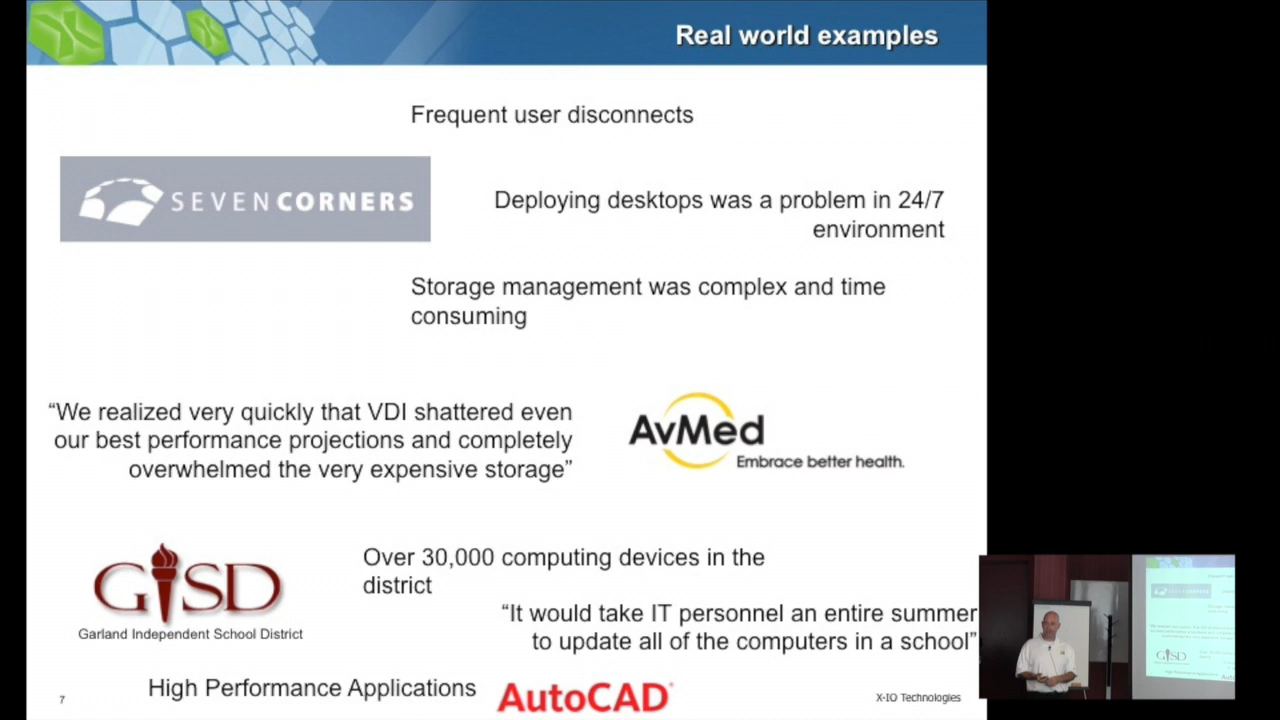 Real world examples
Frequent user disconnects
SEVENCORNERS
Deploying desktops was a problem in 24/7
environment
Storage management was complex and time
consuming
“We realized very quickly that VDI shattered even
our best performance projections and completely
overwhelmed the very expensive storage”
AvMed
Embrace better health.
GISD
Garland Independent School District
Over 30,000 computing devices in the
district
“It would take IT personnel an entire summer
to update all of the computers in a school”
High Performance Applications
AutoCAD
7
X-IO Technologies